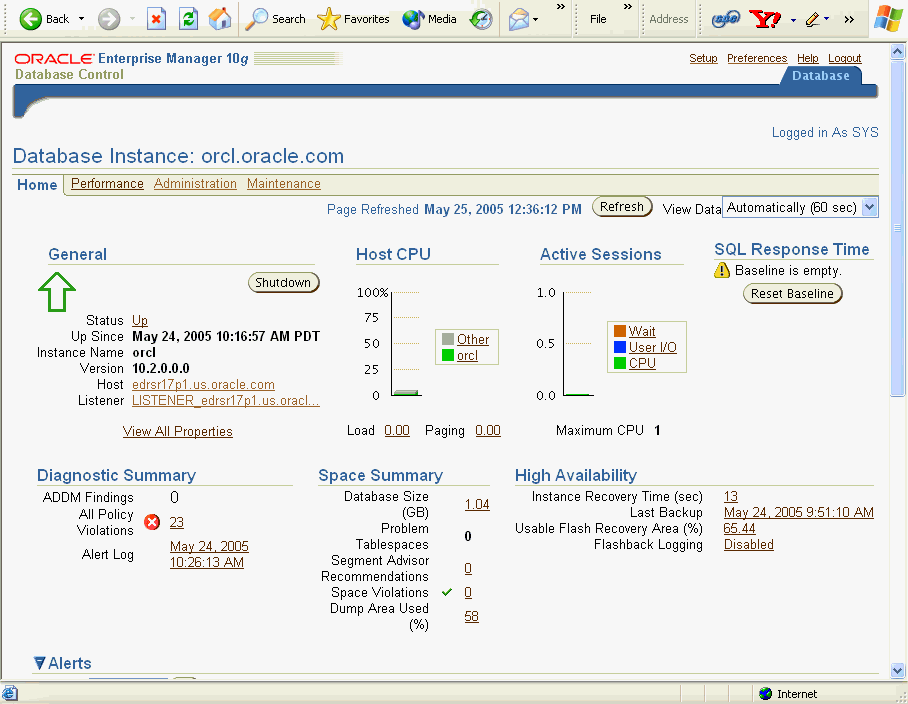 Back Search Favorites Media » File » Address »
ORACLE Enterprise Manager 10g
Setup Preferences Help Logout
Database Control
Database
Logged in As SYS
Database Instance: orcl.oracle.com
Home Performance Administration Maintenance
Page Refreshed May 25, 2005 12:36:12 PM Refresh View Data Automatically (60 sec)
General
Shutdown
Status Up
Up Since May 24, 2005 10:16:57 AM PDT
Instance Name orcl
Version 10.2.0.0.0
Host edrsr17p1.us.oracle.com
Listener LISTENER_edrsr17p1.us.oracl...
View All Properties
Host CPU
100%
75
50
25
0
Other
orcl
Load 0.00 Paging 0.00
Active Sessions
1.0
0.5
0.0
Wait
User I/O
CPU
Maximum CPU 1
SQL Response Time
Baseline is empty.
Reset Baseline
Diagnostic Summary
ADDM Findings 0
All Policy
Violations 23
Alert Log May 24, 2005
10:26:13 AM
Space Summary
Database Size
(GB) 1.04
Problem
Tablespaces 0
Segment Advisor
Recommendations 0
Space Violations 0
Dump Area Used
(%) 58
High Availability
Instance Recovery Time (sec) 13
Last Backup May 24, 2005 9:51:10 AM
Usable Flash Recovery Area (%) 65.44
Flashback Logging Disabled
Alerts
Internet